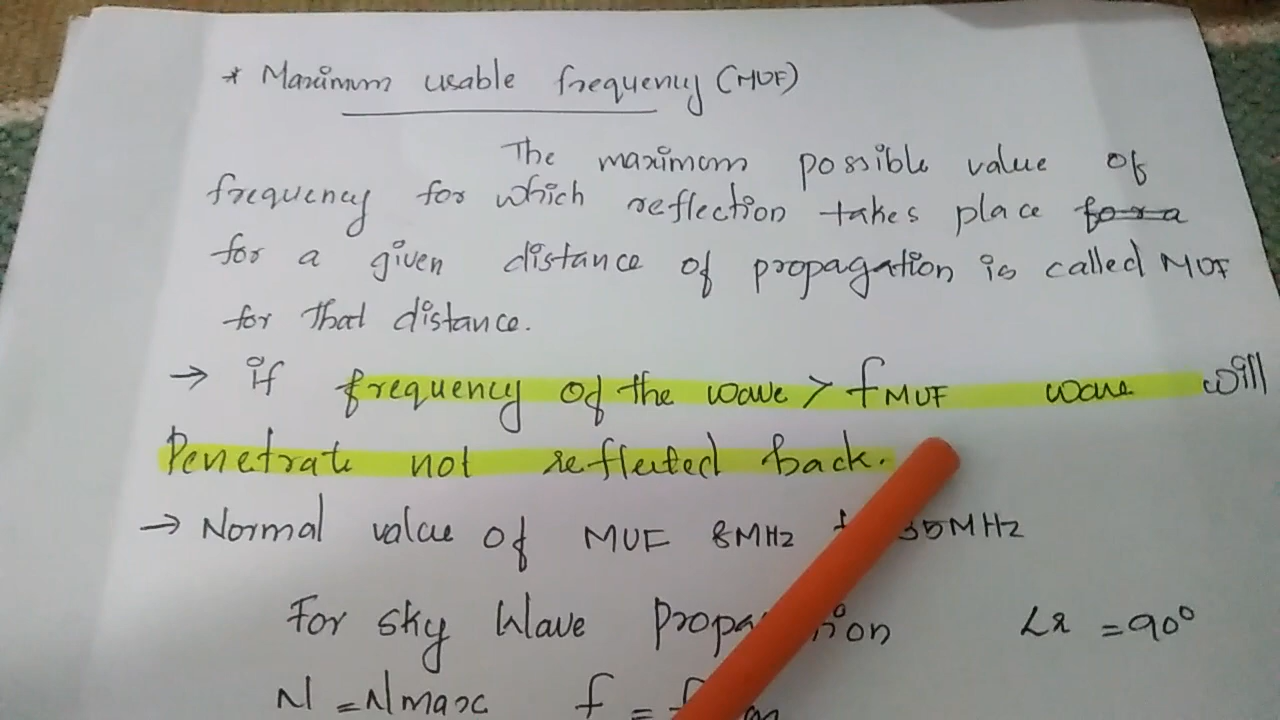 * Maximum usable frequency (MUF)
The maximum possible value of
frequency for which reflection takes place for a
for a given distance of propagation is called MUF
for that distance.
→ if frequency of the wave > fMUF wave will
Penetrate not reflected back.
→ Normal value of MUF 8MHz 35MHz
For sky Wave = 90°
N = Nmax f =